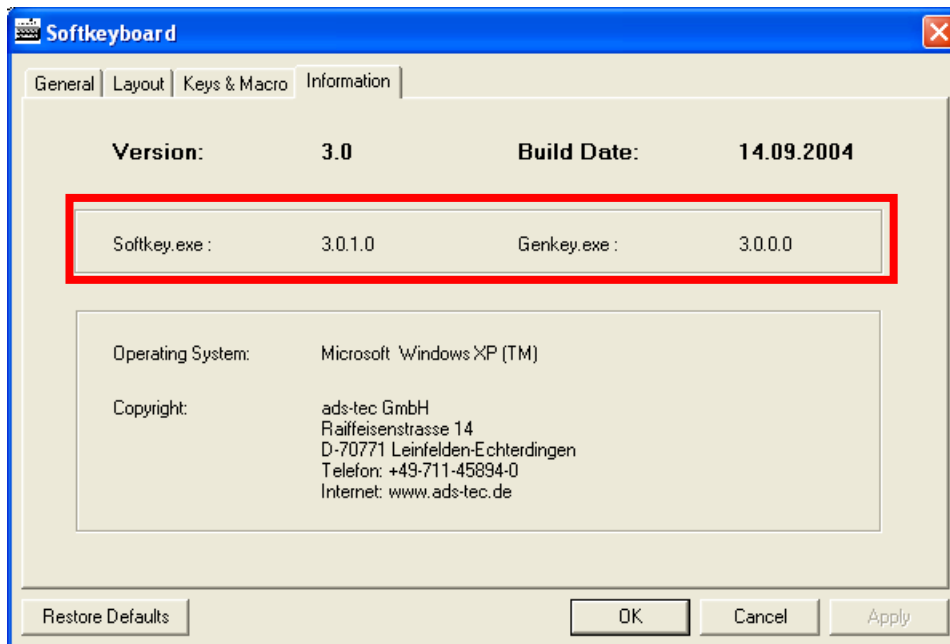 Softkeyboard
General Layout Keys & Macro Information
Version: 3.0 Build Date: 14.09.2004
Softkey.exe : 3.0.1.0 Genkey.exe : 3.0.0.0
Operating System: Microsoft Windows XP (TM)
Copyright: ads-tec GmbH
Raiffeisenstrasse 14
D-70771 Leinfelden-Echterdingen
Telefon: +49-711-45894-0
Internet: www.ads-tec.de
Restore Defaults OK Cancel Apply